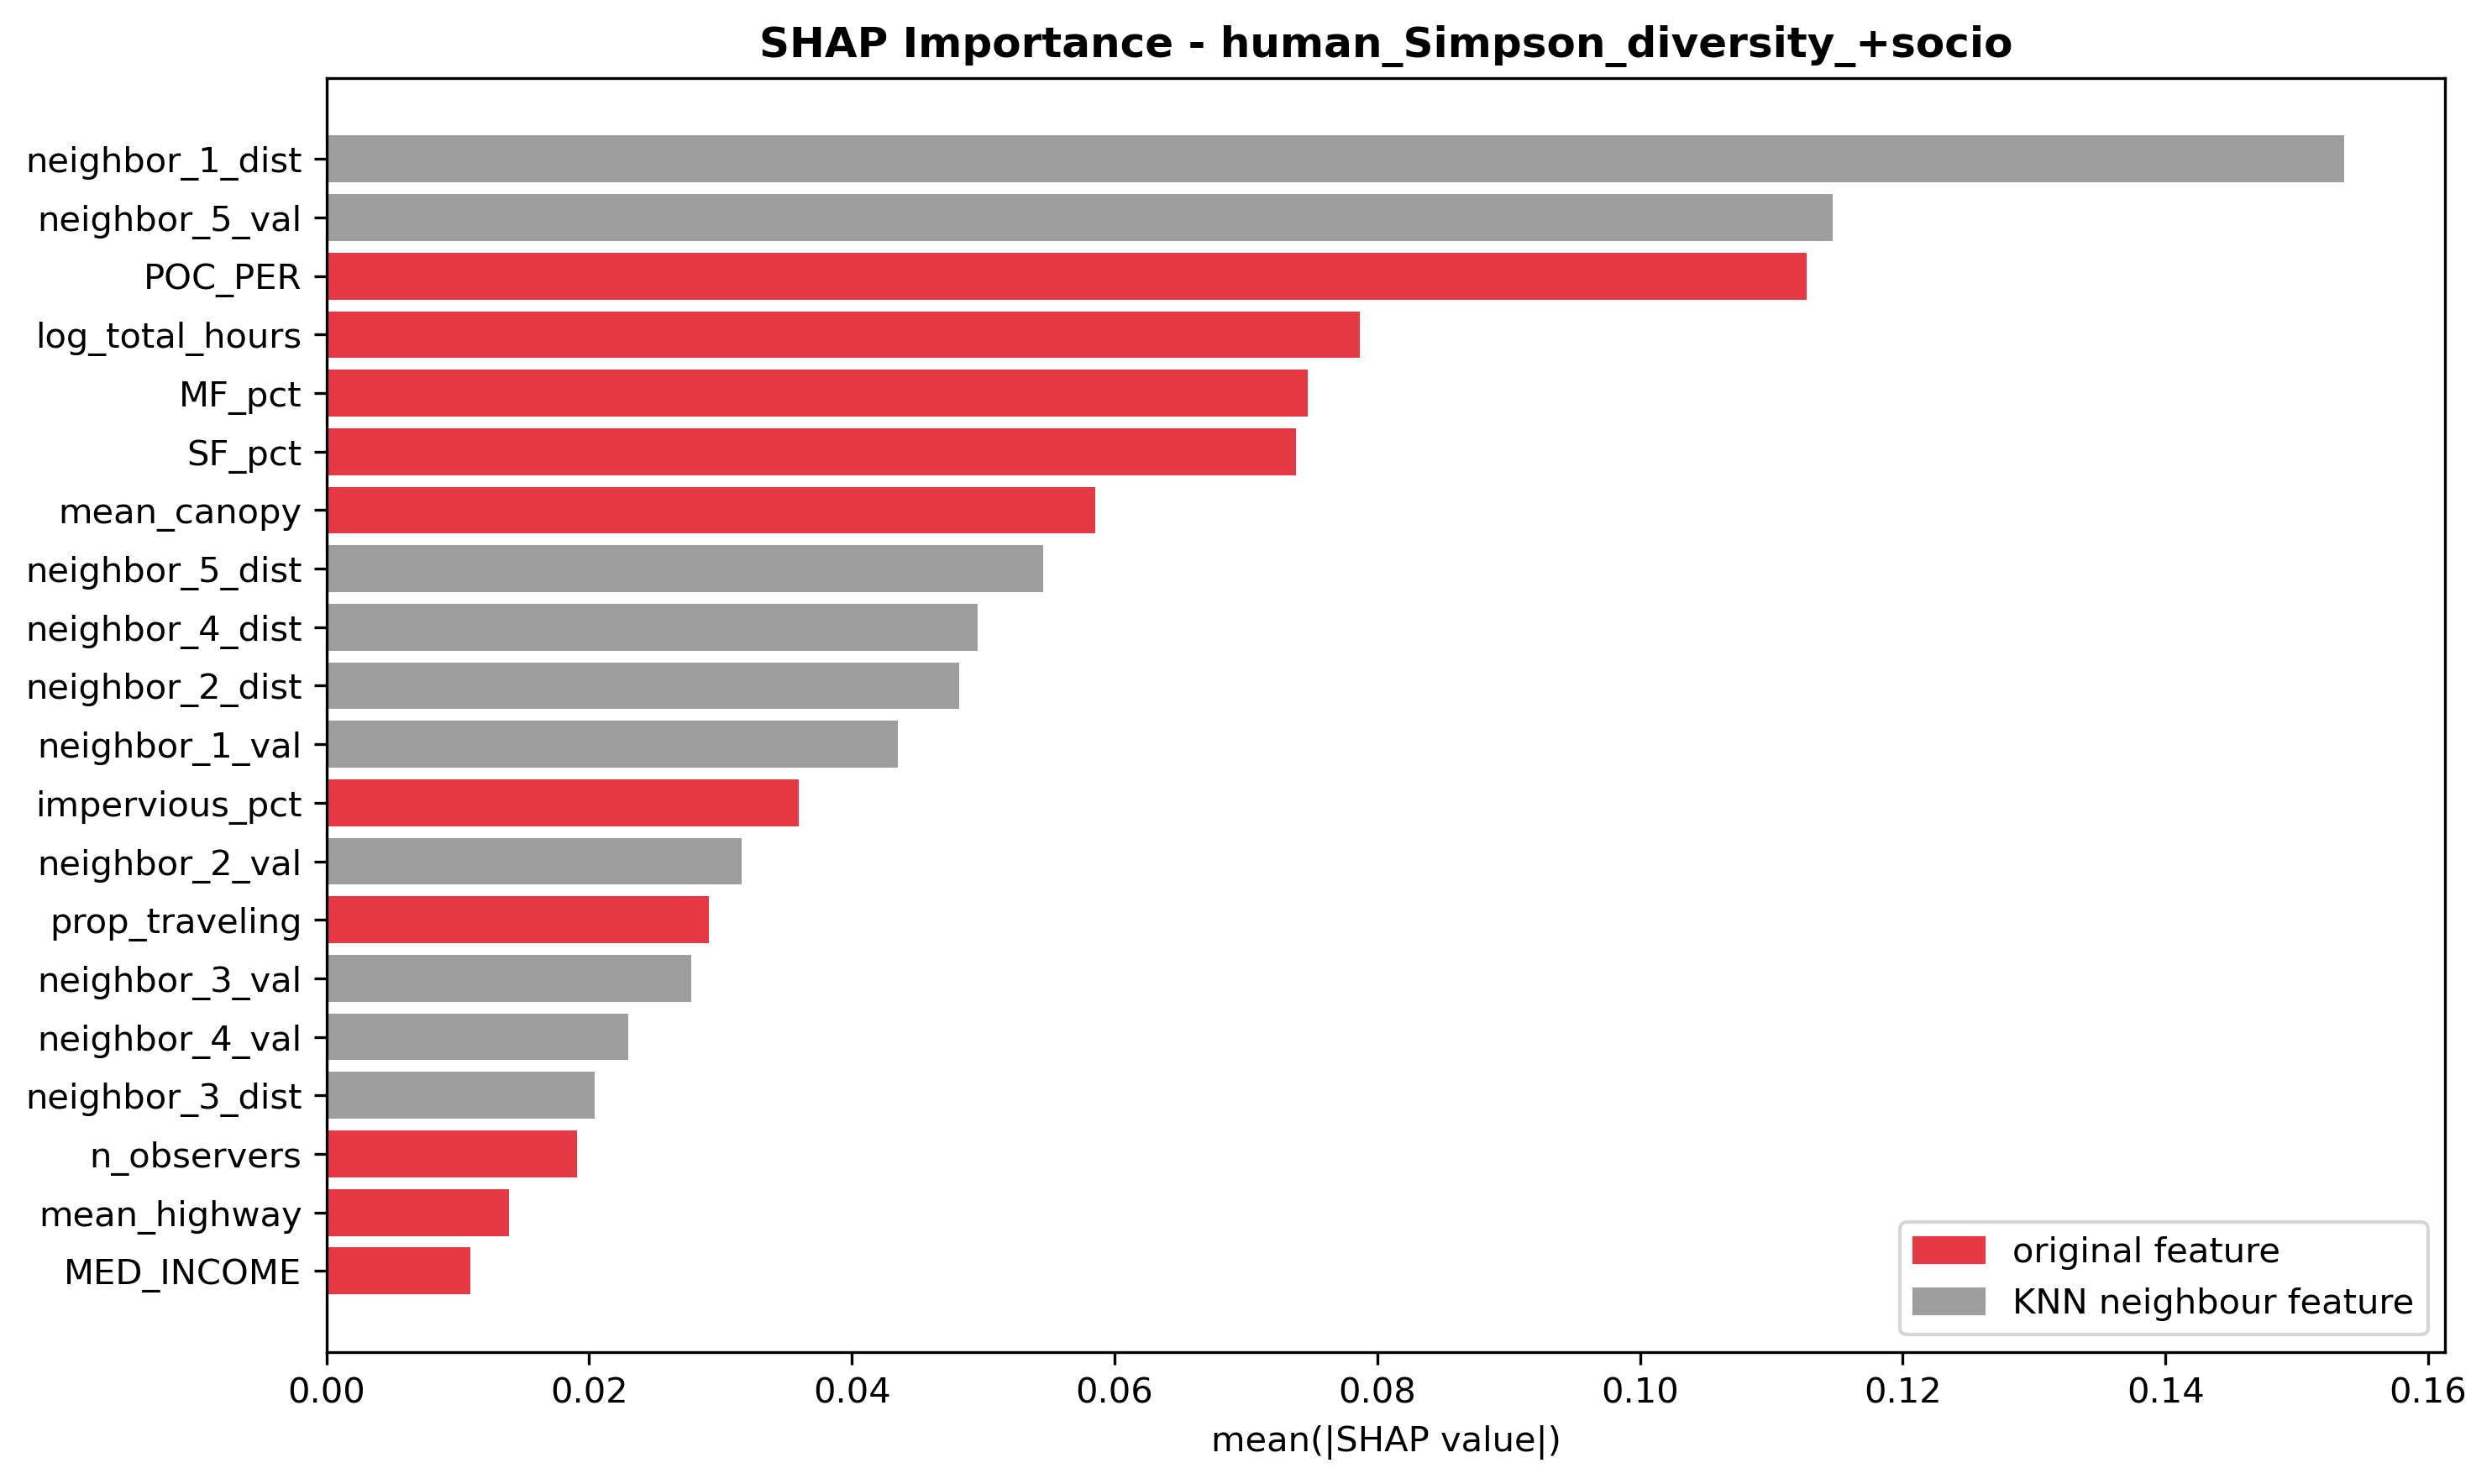 SHAP Importance - human_Simpson_diversity_+socio
neighbor_1_dist
neighbor_5_val
POC_PER
log_total_hours
MF_pct
SF_pct
mean_canopy
neighbor_5_dist
neighbor_4_dist
neighbor_2_dist
neighbor_1_val
impervious_pct
neighbor_2_val
prop_traveling
neighbor_3_val
neighbor_4_val
neighbor_3_dist
n_observers
mean_highway
MED_INCOME
original feature
KNN neighbour feature
0.00 0.02 0.04 0.06 0.08 0.10 0.12 0.14 0.16
mean(|SHAP value|)